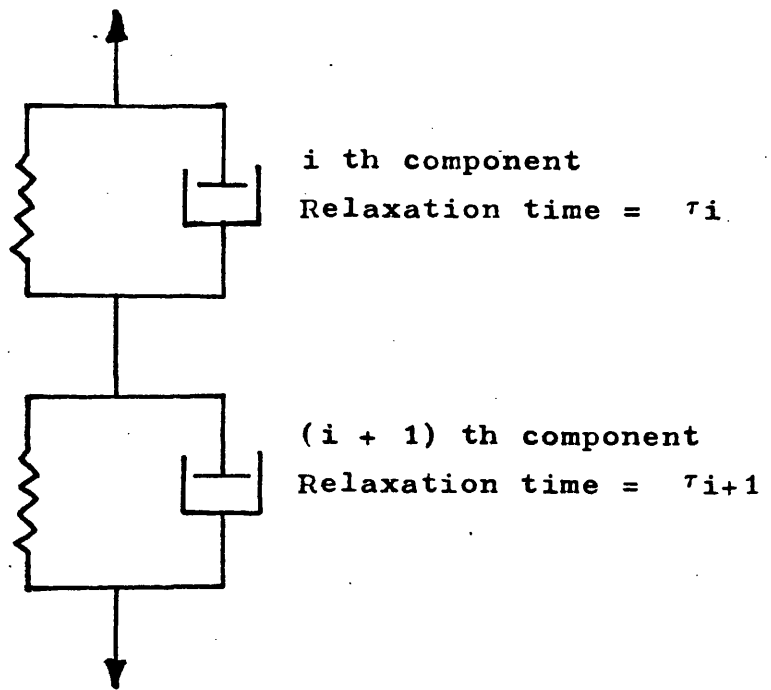 i th component
Relaxation time = τi
(i + 1) th component
Relaxation time = τi+1